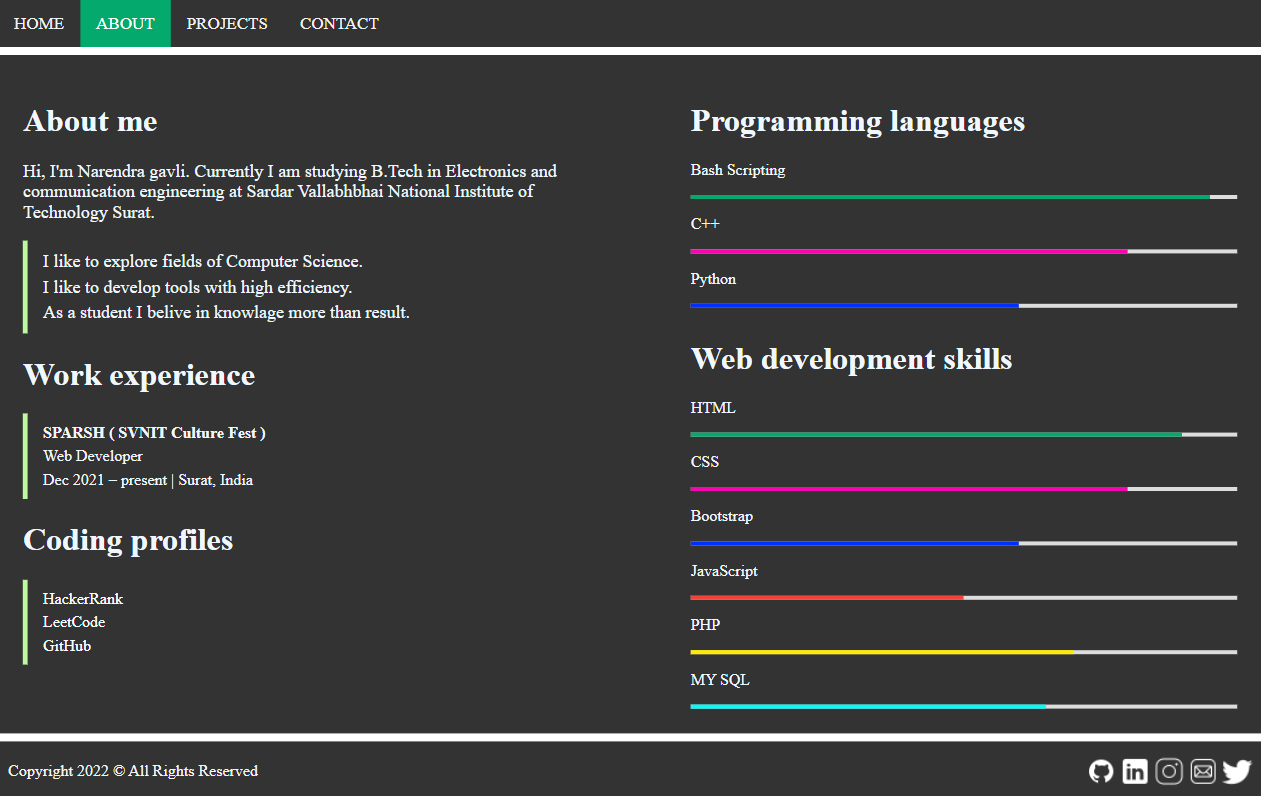 HOME ABOUT PROJECTS CONTACT
About me
Hi, I'm Narendra gavli. Currently I am studying B.Tech in Electronics and
communication engineering at Sardar Vallabhbhai National Institute of
Technology Surat.
I like to explore fields of Computer Science.
I like to develop tools with high efficiency.
As a student I belive in knowlage more than result.
Work experience
SPARSH ( SVNIT Culture Fest )
Web Developer
Dec 2021 – present | Surat, India
Coding profiles
HackerRank
LeetCode
GitHub
Programming languages
Bash Scripting
C++
Python
Web development skills
HTML
CSS
Bootstrap
JavaScript
PHP
MY SQL
Copyright 2022 © All Rights Reserved
in